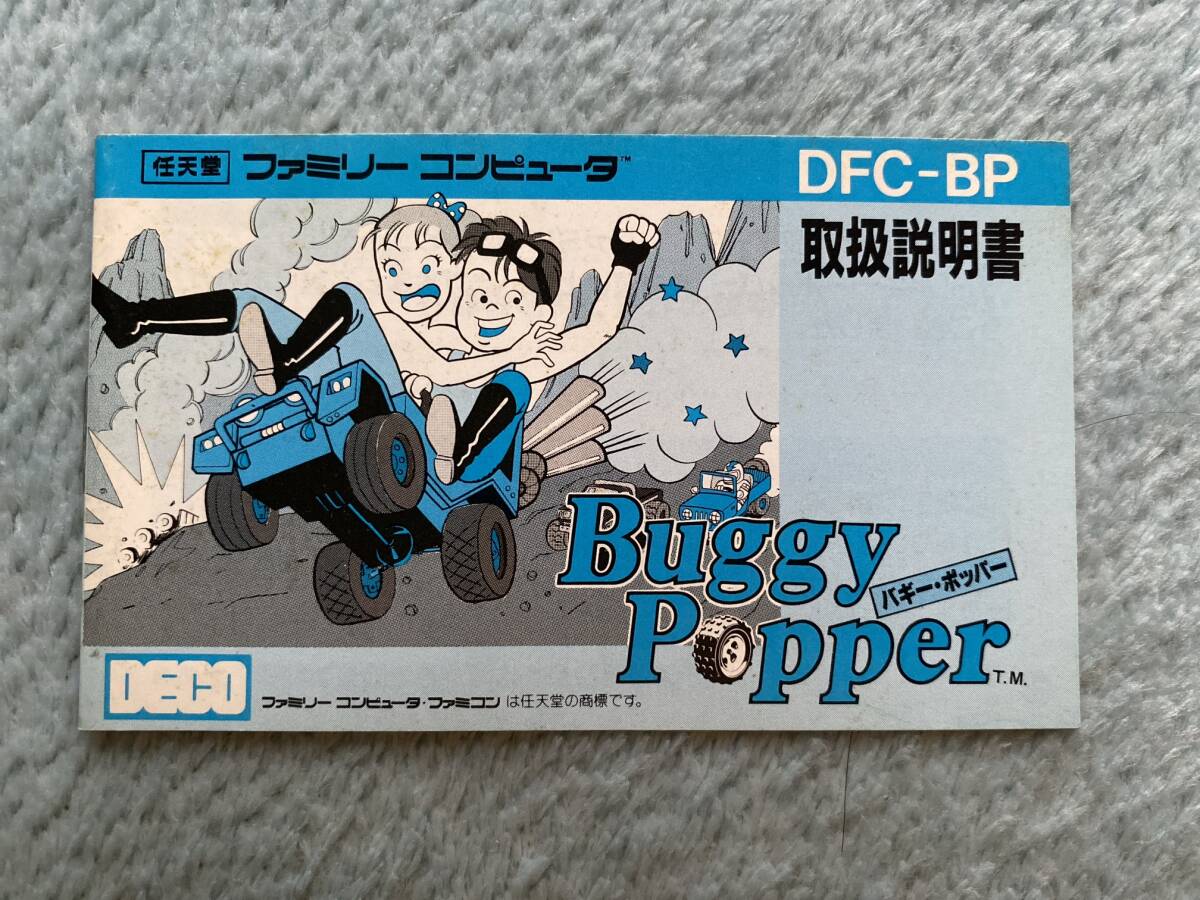 任天堂 ファミリー コンピュータ™
DFC-BP
取扱説明書
Buggy
Popper T.M.
バギー・ポッパー
DECO
ファミリー コンピュータ・ファミコン は任天堂の商標です。